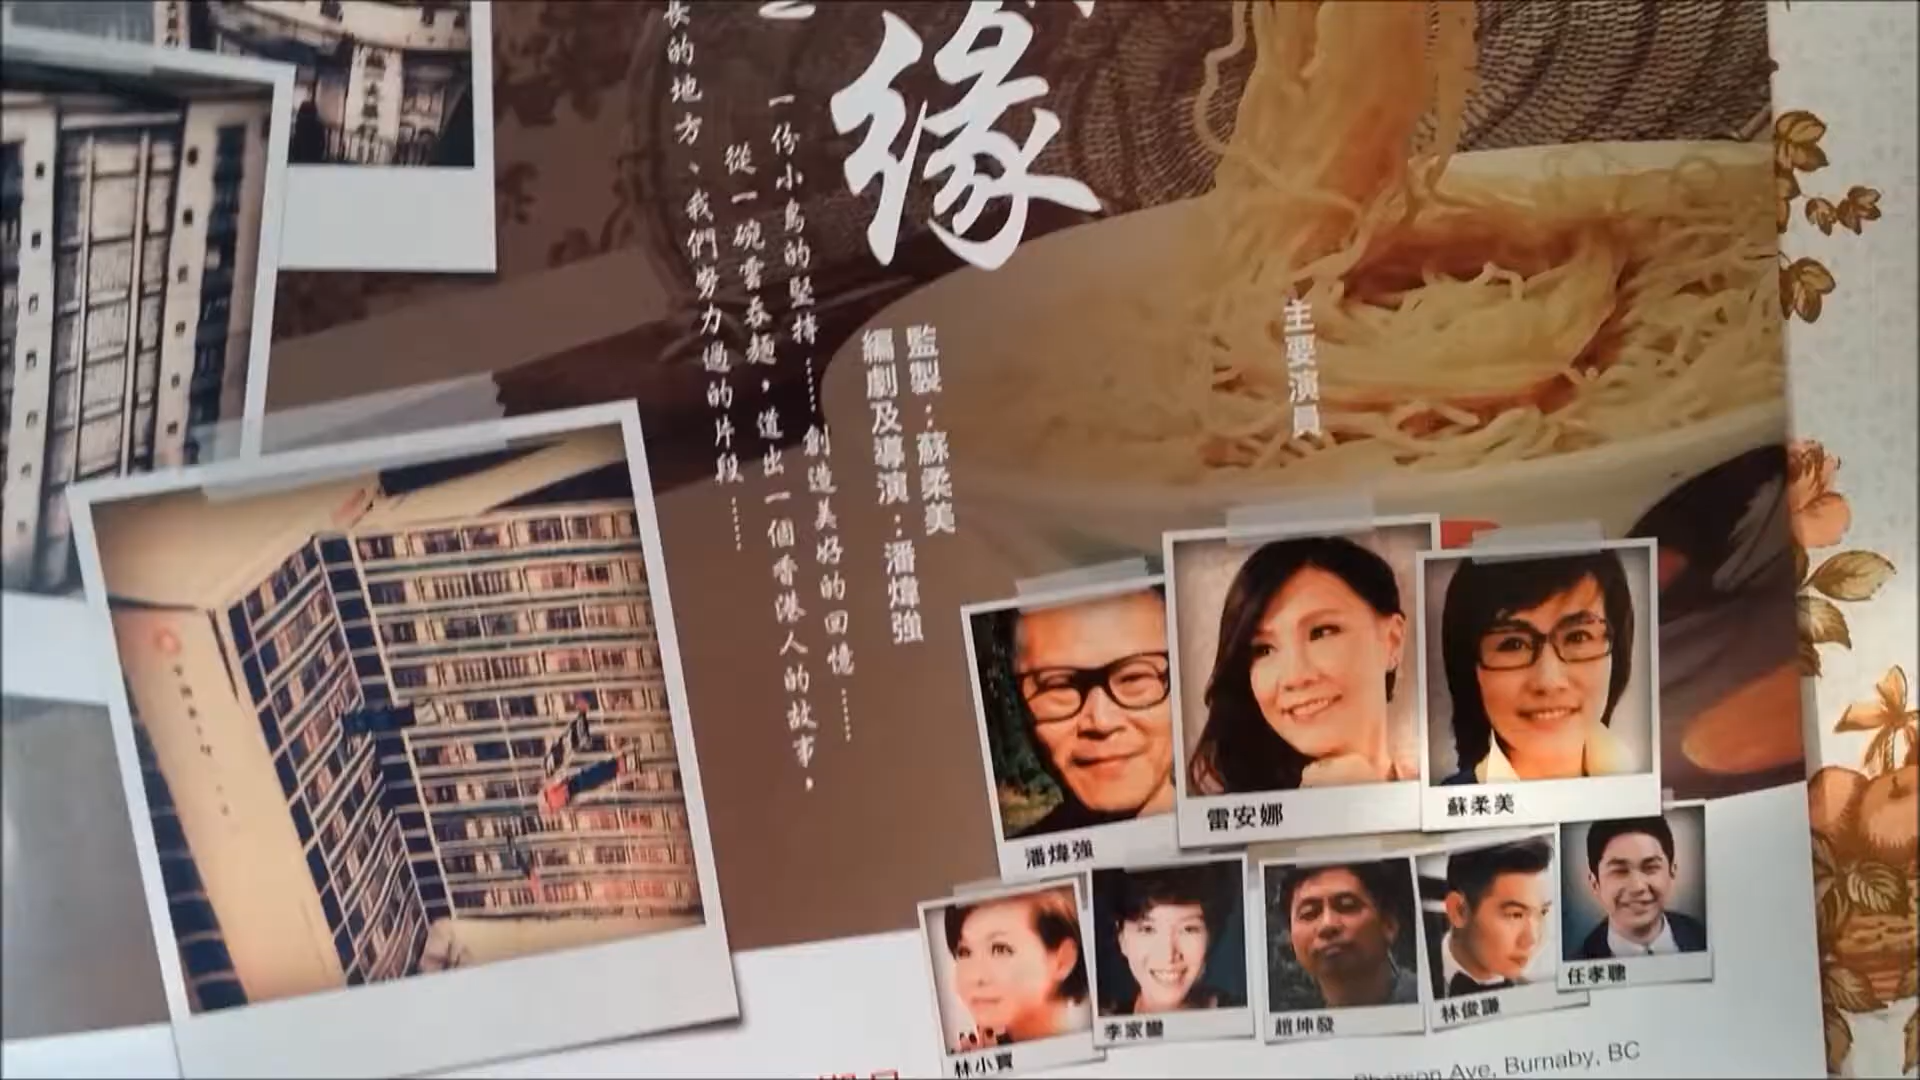 緣
監製：蘇柔美
編劇及導演：潘煒強
一份小島的堅持……創造美好的回憶……
從一碗雲吞麵，道出一個香港人的故事，
長的地方、我們努力過的片段……
主要演員
潘煒強
雷安娜
蘇柔美
林小寶
李家聲
趙坤發
林俊謙
任孝聰
Ave, Burnaby, BC